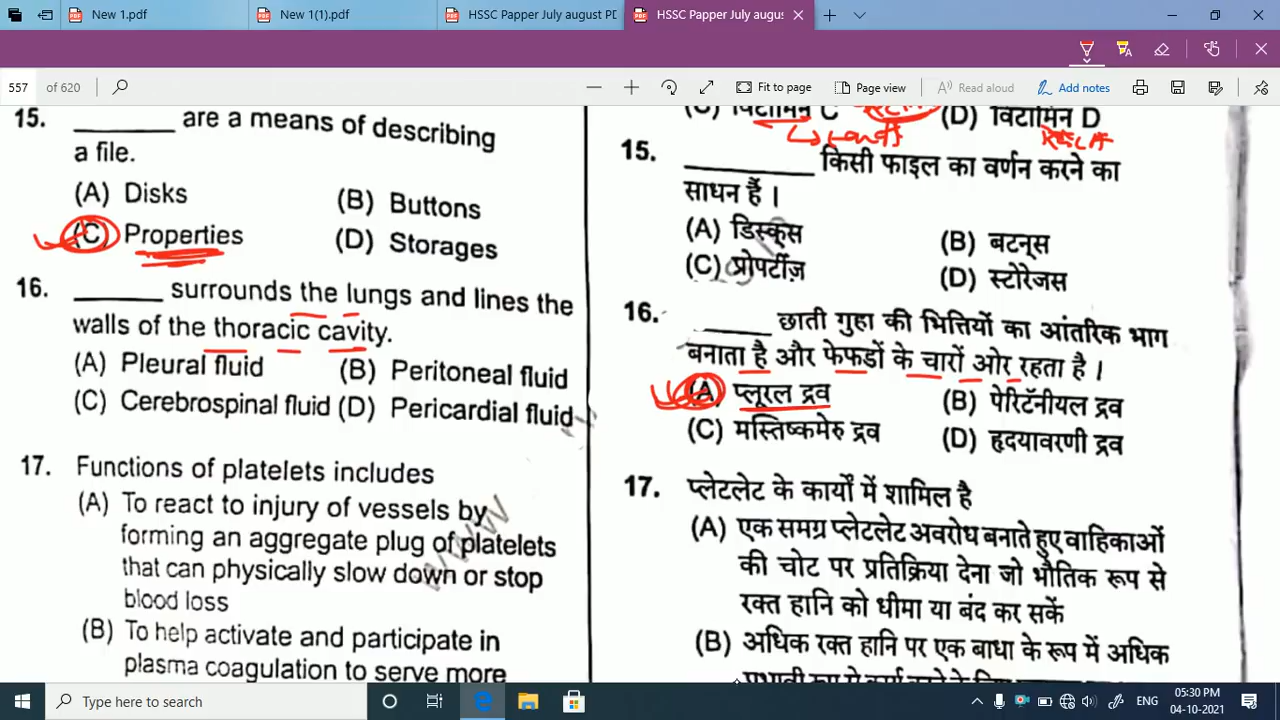 New 1.pdf
New 1(1).pdf
HSSC Papper July august PD
HSSC Papper July augus
557 of 620
Fit to page
Page view
Read aloud
Add notes
15. ________ are a means of describing
a file.
(A) Disks
(B) Buttons
(C) Properties
(D) Storages
16. ________ surrounds the lungs and lines the
walls of the thoracic cavity.
(A) Pleural fluid
(B) Peritoneal fluid
(C) Cerebrospinal fluid (D) Pericardial fluid
17. Functions of platelets includes
(A) To react to injury of vessels by
forming an aggregate plug of platelets
that can physically slow down or stop
blood loss
(B) To help activate and participate in
plasma coagulation to serve more
(C) विटामिन C
(D) विटामिन D
15. ________ किसी फाइल का वर्णन करने का
साधन हैं ।
(A) डिस्क्स
(B) बटन्स
(C) प्रोपर्टीज़
(D) स्टोरेजस
16. ________ छाती गुहा की भित्तियों का आंतरिक भाग
बनाता है और फेफडों के चारों ओर रहता है ।
(A) प्लूरल द्रव
(B) पेरिटॅनीयल द्रव
(C) मस्तिष्कमेरु द्रव
(D) हृदयावरणी द्रव
17. प्लेटलेट के कार्यों में शामिल है
(A) एक समग्र प्लेटलेट अवरोध बनाते हुए वाहिकाओं
की चोट पर प्रतिक्रिया देना जो भौतिक रूप से
रक्त हानि को धीमा या बंद कर सकें
(B) अधिक रक्त हानि पर एक बाधा के रूप में अधिक
www
Type here to search
ENG
05:30 PM
04-10-2021